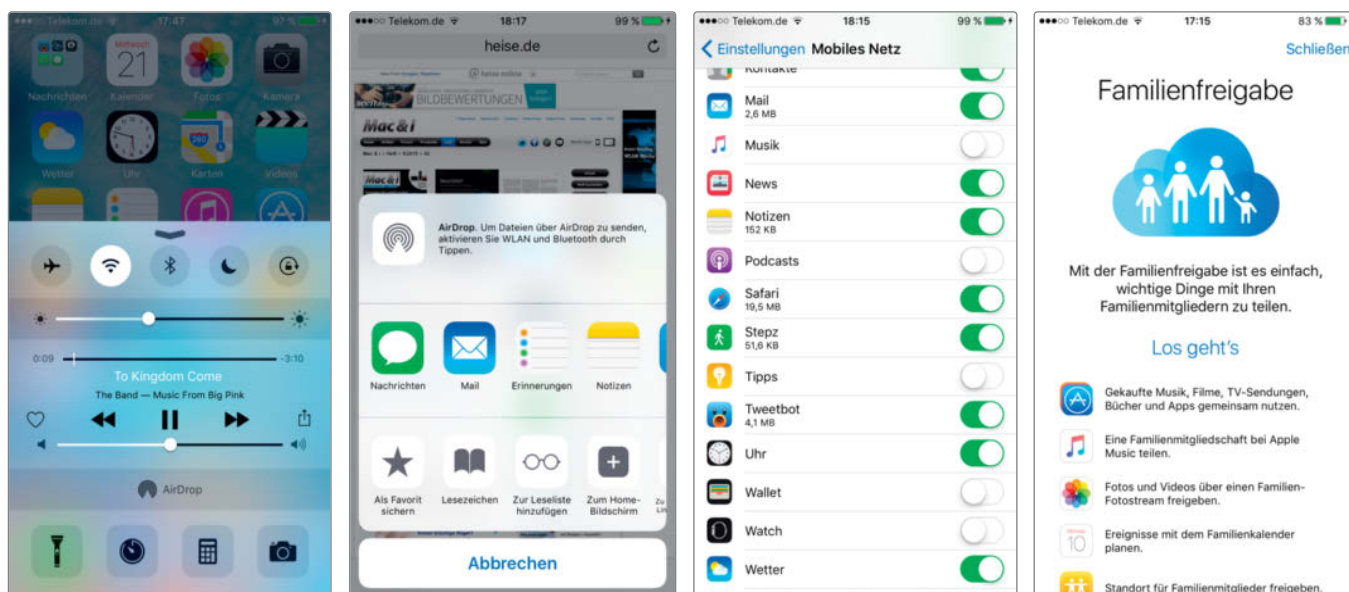 Telekom.de 17:47 97 %
Mittwoch
21
Nachrichten Kalender Fotos Kamera
280
Wetter Uhr Karten Videos
0:09 -3:10
To Kingdom Come
The Band — Music From Big Pink
AirDrop
Telekom.de 18:17 99 %
heise.de
heise online
BILDBEWERTUNGEN
Mac & i
Mac & i
AirDrop. Um Dateien über AirDrop zu senden,
aktivieren Sie WLAN und Bluetooth durch
Tippen.
Nachrichten Mail Erinnerungen Notizen
Als Favorit
sichern
Lesezeichen
Zur Leseliste
hinzufügen
Zum Home-
Bildschirm
Abbrechen
Telekom.de 18:15 99 %
Einstellungen Mobiles Netz
Kontakte
Mail
2,6 MB
Musik
News
Notizen
152 KB
Podcasts
Safari
19,5 MB
Stepz
51,6 KB
Tipps
Tweetbot
4,1 MB
Uhr
Wallet
Watch
Wetter
Telekom.de 17:15 83 %
Schließen
Familienfreigabe
Mit der Familienfreigabe ist es einfach,
wichtige Dinge mit Ihren
Familienmitgliedern zu teilen.
Los geht's
Gekaufte Musik, Filme, TV-Sendungen,
Bücher und Apps gemeinsam nutzen.
Eine Familienmitgliedschaft bei Apple
Music teilen.
Fotos und Videos über einen Familien-
Fotostream freigeben.
10
Ereignisse mit dem Familienkalender
planen.
Standort für Familienmitglieder freigeben.